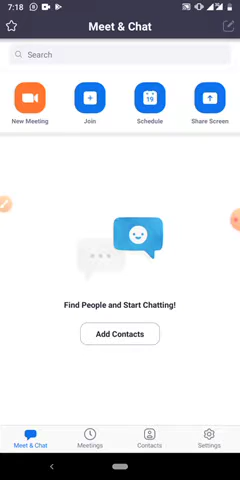 7:18
Meet & Chat
Search
New Meeting
Join
19
Schedule
Share Screen
Find People and Start Chatting!
Add Contacts
Meet & Chat
Meetings
Contacts
Settings